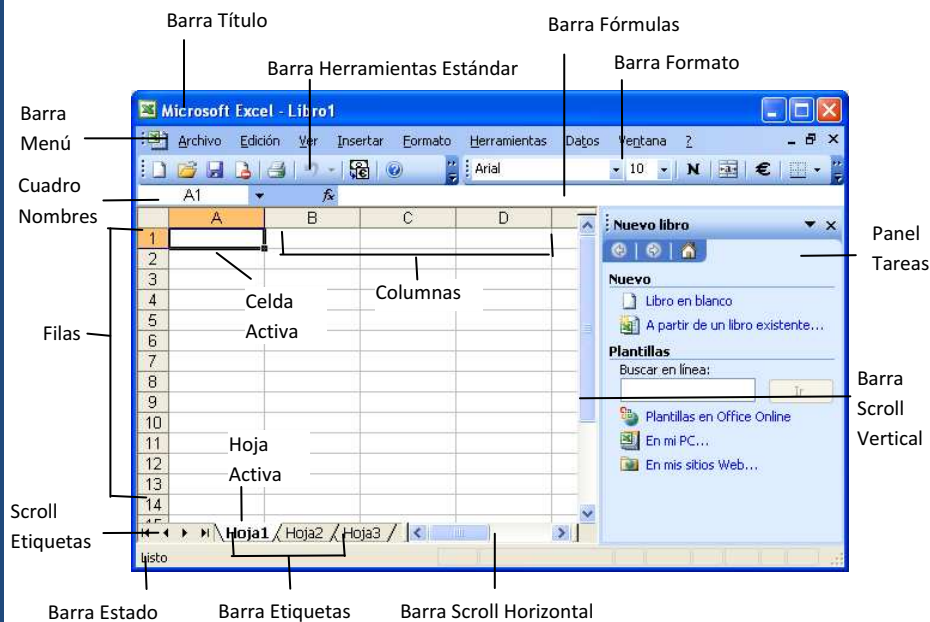 Barra Título
Barra Fórmulas
Barra Herramientas Estándar
Barra Formato
Barra
Menú
Cuadro
Nombres
Filas
Scroll
Etiquetas
Microsoft Excel - Libro1
Archivo Edición Ver Insertar Formato Herramientas Datos Ventana ?
Arial 10 N €
A1 fx
A B C D
1
2
3
4
5
6
7
8
9
10
11
12
13
14
15
Celda
Activa
Columnas
Hoja
Activa
Nuevo libro
Nuevo
Libro en blanco
A partir de un libro existente...
Plantillas
Buscar en línea:
Ir
Plantillas en Office Online
En mi PC...
En mis sitios Web...
Panel
Tareas
Barra
Scroll
Vertical
Hoja1 Hoja2 Hoja3
Listo
Barra Estado
Barra Etiquetas
Barra Scroll Horizontal